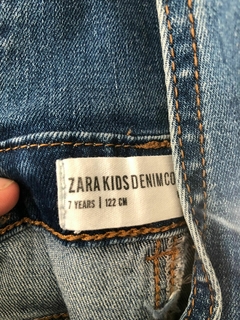 ZARA KIDS DENIM CO
7 YEARS | 122 CM